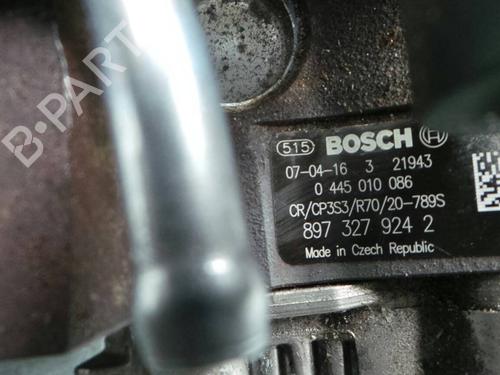 B-PARTS
515 BOSCH
07-04-16 3 21943
0 445 010 086
CR/CP3S3/R70/20-789S
897 327 924 2
Made in Czech Republic